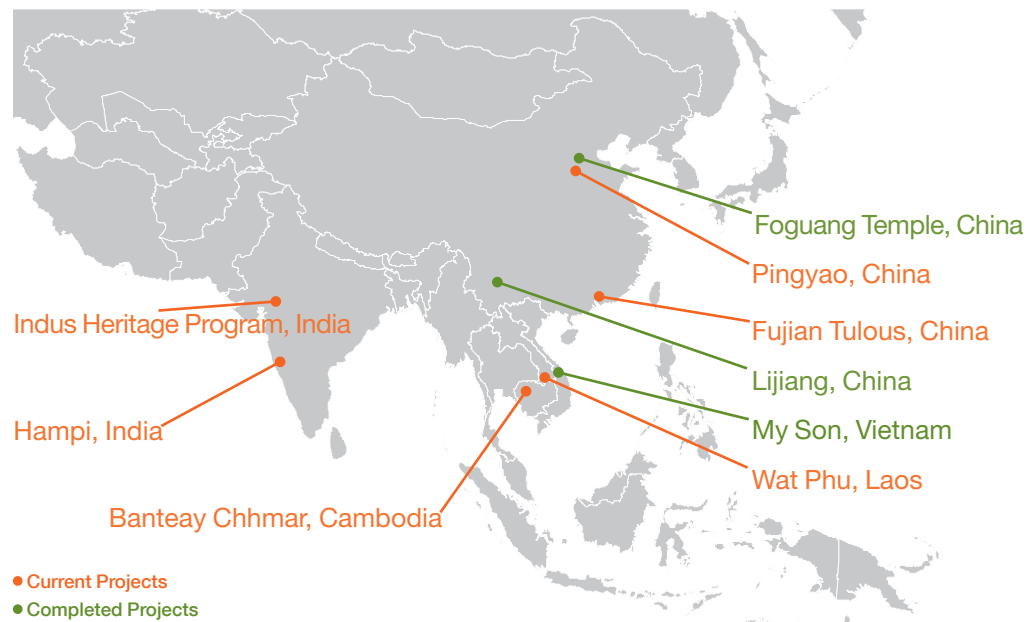 Foguang Temple, China
Pingyao, China
Indus Heritage Program, India
Fujian Tulous, China
Lijiang, China
Hampi, India
My Son, Vietnam
Wat Phu, Laos
Banteay Chhmar, Cambodia
Current Projects
Completed Projects